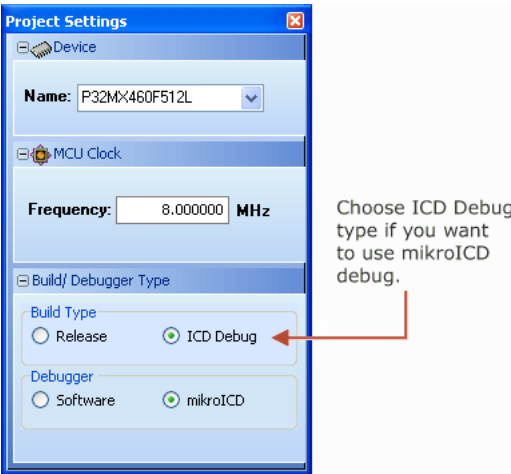 Project Settings
Device
Name: P32MX460F512L
MCU Clock
Frequency: 8.000000 MHz
Choose ICD Debug
type if you want
to use mikroICD
debug.
Build/ Debugger Type
Build Type
Release ICD Debug
Debugger
Software mikroICD